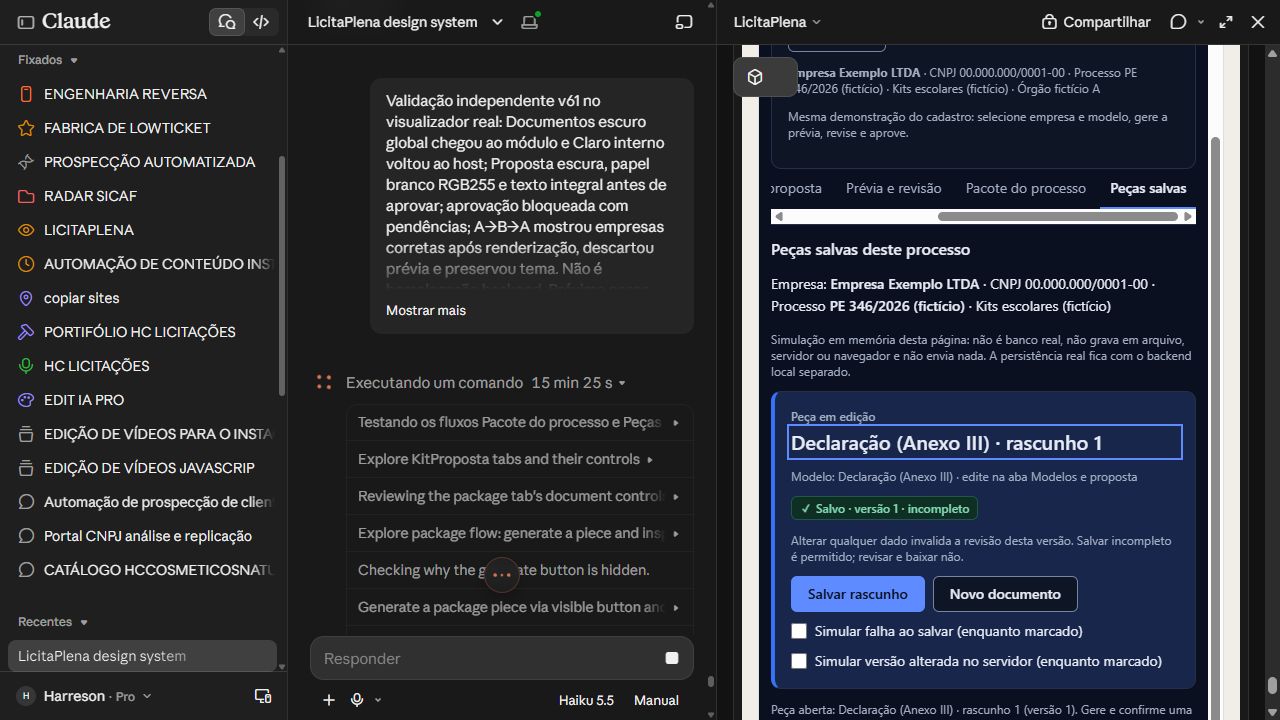 Claude
Fixados
ENGENHARIA REVERSA
FABRICA DE LOWTICKET
PROSPECÇÃO AUTOMATIZADA
RADAR SICAF
LICITAPLENA
AUTOMAÇÃO DE CONTEÚDO INST
conversar sites
PORTIFÓLIO HC LICITAÇÕES
HC LICITAÇÕES
EDIT IA PRO
EDIÇÃO DE VÍDEOS PARA O INSTA
EDIÇÃO DE VÍDEOS JAVASCRIP
Automação de prospecção de clien
Portal CNPJ análise e replicação
CATÁLOGO HCCOSMETICOSNATU
Recentes
LicitaPlena design system
H Harreson · Pro
LicitaPlena design system
Validação independente v61 no
visualizador real: Documentos escuro
global chegou ao módulo e Claro interno
voltou ao host; Proposta escura, papel
branco RGB255 e texto integral antes de
aprovar; aprovação bloqueada com
pendências; A→B→A mostrou empresas
corretas após renderização, descartou
prévia e preservou tema. Não é
Mostrar mais
Executando um comando 15 min 25 s
Testando os fluxos Pacote do processo e Peças
Explore KitProposta tabs and their controls
Reviewing the package tab's document control
Explore package flow: generate a piece and insp
Checking why the ate button is hidden.
Generate a package piece via visible button and
Responder
Haiku 5.5 Manual
LicitaPlena
Compartilhar
mpresa Exemplo LTDA · CNPJ 00.000.000/0001-00 · Processo PE
46/2026 (fictício) · Kits escolares (fictício) · Órgão fictício A
Mesma demonstração do cadastro: selecione empresa e modelo, gere a
prévia, revise e aprove.
proposta Prévia e revisão Pacote do processo Peças salvas
Peças salvas deste processo
Empresa: Empresa Exemplo LTDA · CNPJ 00.000.000/0001-00 ·
Processo PE 346/2026 (fictício) · Kits escolares (fictício)
Simulação em memória desta página: não é banco real, não grava em arquivo,
servidor ou navegador e não envia nada. A persistência real fica com o backend
local separado.
Peça em edição
Declaração (Anexo III) · rascunho 1
Modelo: Declaração (Anexo III) · edite na aba Modelos e proposta
✓ Salvo · versão 1 · incompleto
Alterar qualquer dado invalida a revisão desta versão. Salvar incompleto
é permitido; revisar e baixar não.
Salvar rascunho Novo documento
Simular falha ao salvar (enquanto marcado)
Simular versão alterada no servidor (enquanto marcado)
Peça aberta: Declaração (Anexo III) · rascunho 1 (versão 1). Gere e confirme uma